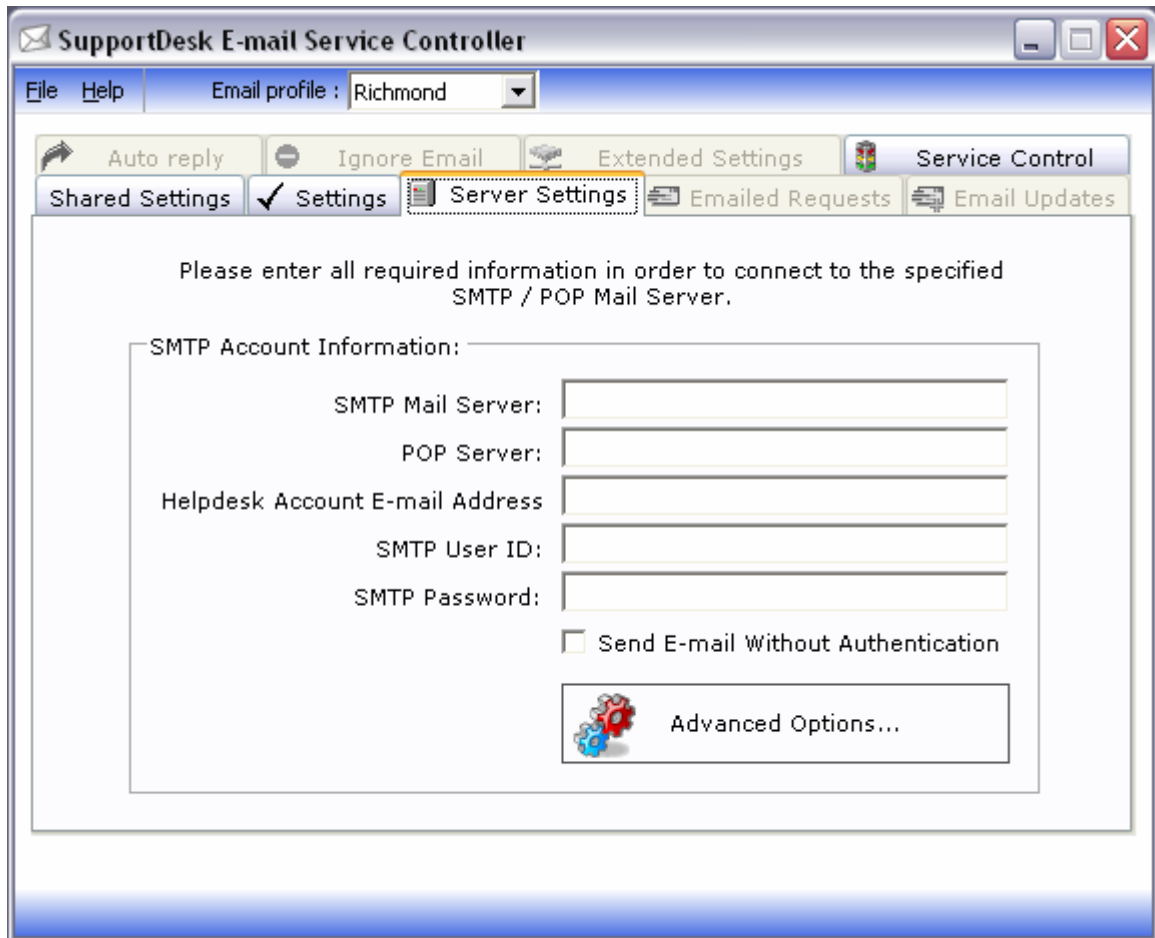 SupportDesk E-mail Service Controller
File Help Email profile : Richmond
Auto reply Ignore Email Extended Settings Service Control
Shared Settings Settings Server Settings Emailed Requests Email Updates
Please enter all required information in order to connect to the specified
SMTP / POP Mail Server.
SMTP Account Information:
SMTP Mail Server:
POP Server:
Helpdesk Account E-mail Address
SMTP User ID:
SMTP Password:
Send E-mail Without Authentication
Advanced Options...